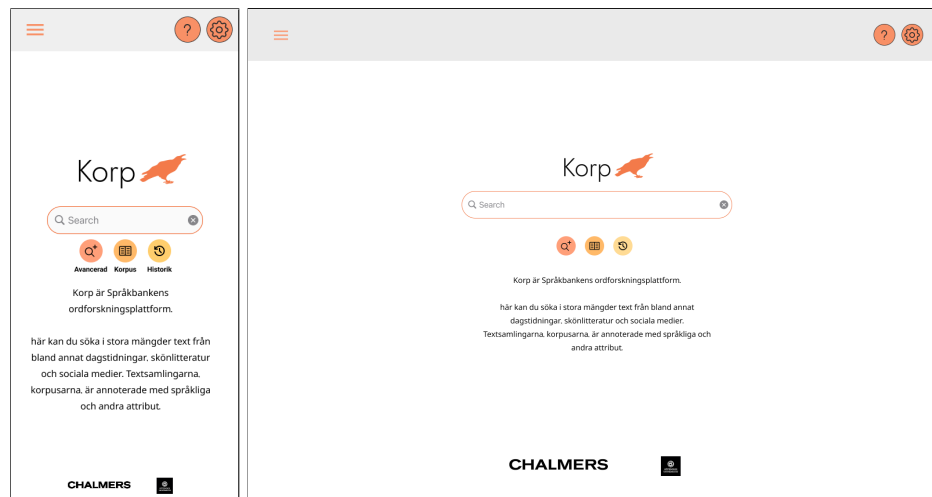 ?
Korp
Search
Avancerad Korpus Historik
Korp är Språkbankens
ordforskningsplattform.
här kan du söka i stora mängder text från
bland annat dagstidningar. skönlitteratur
och sociala medier. Textsamlingarna.
korpusarna. är annoterade med språkliga
och andra attribut.
CHALMERS
?
Korp
Search
Korp är Språkbankens ordforskningsplattform.
här kan du söka i stora mängder text från bland annat
dagstidningar. skönlitteratur och sociala medier.
Textsamlingarna. korpusarna. är annoterade med språkliga och
andra attribut.
CHALMERS